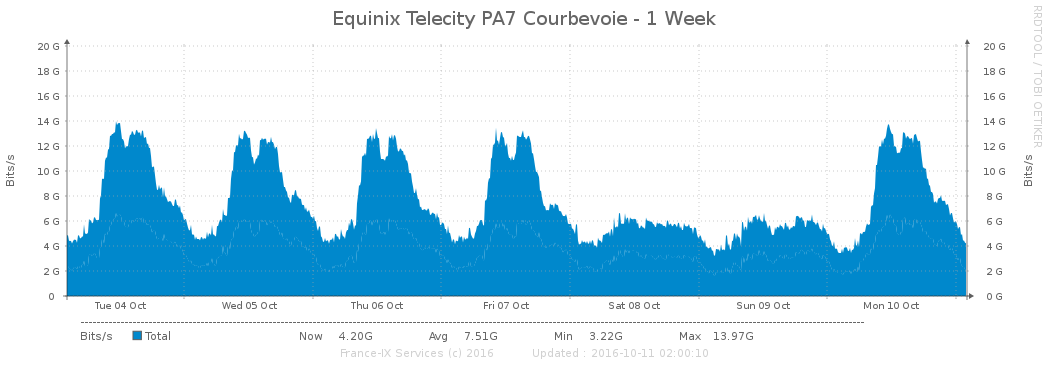 Equinix Telecity PA7 Courbevoie - 1 Week
RRDTOOL / TOBI OETIKER
Bits/s
20 G
18 G
16 G
14 G
12 G
10 G
8 G
6 G
4 G
2 G
0
20 G
18 G
16 G
14 G
12 G
10 G
8 G
6 G
4 G
2 G
0 G
Bits/s
Tue 04 Oct Wed 05 Oct Thu 06 Oct Fri 07 Oct Sat 08 Oct Sun 09 Oct Mon 10 Oct
Bits/s Total Now 4.20G Avg 7.51G Min 3.22G Max 13.97G
France-IX Services (c) 2016 Updated : 2016-10-11 02:00:10